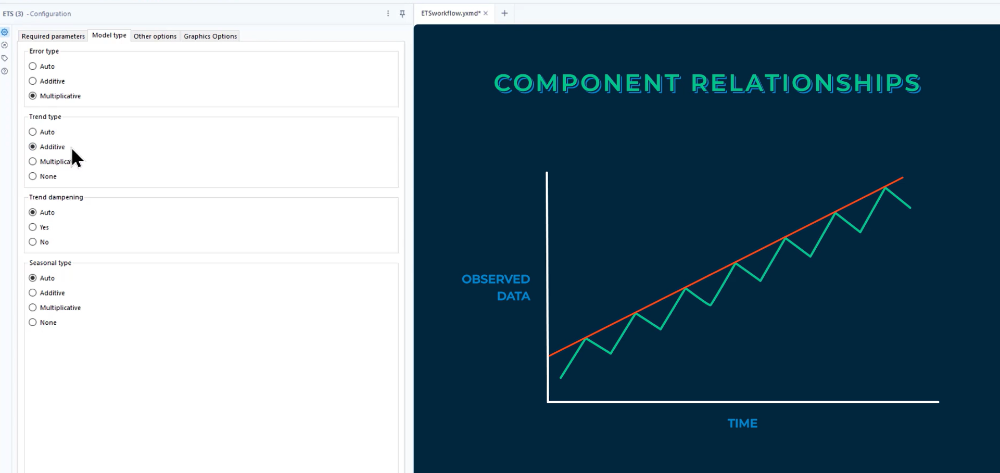 ETS (3) - Configuration
ETSworkflow.yxmd*
Required parameters
Model type
Other options
Graphics Options
Error type
Auto
Additive
Multiplicative
Trend type
Auto
Additive
Multiplica
None
Trend dampening
Auto
Yes
No
Seasonal type
Auto
Additive
Multiplicative
None
COMPONENT RELATIONSHIPS
OBSERVED
DATA
TIME